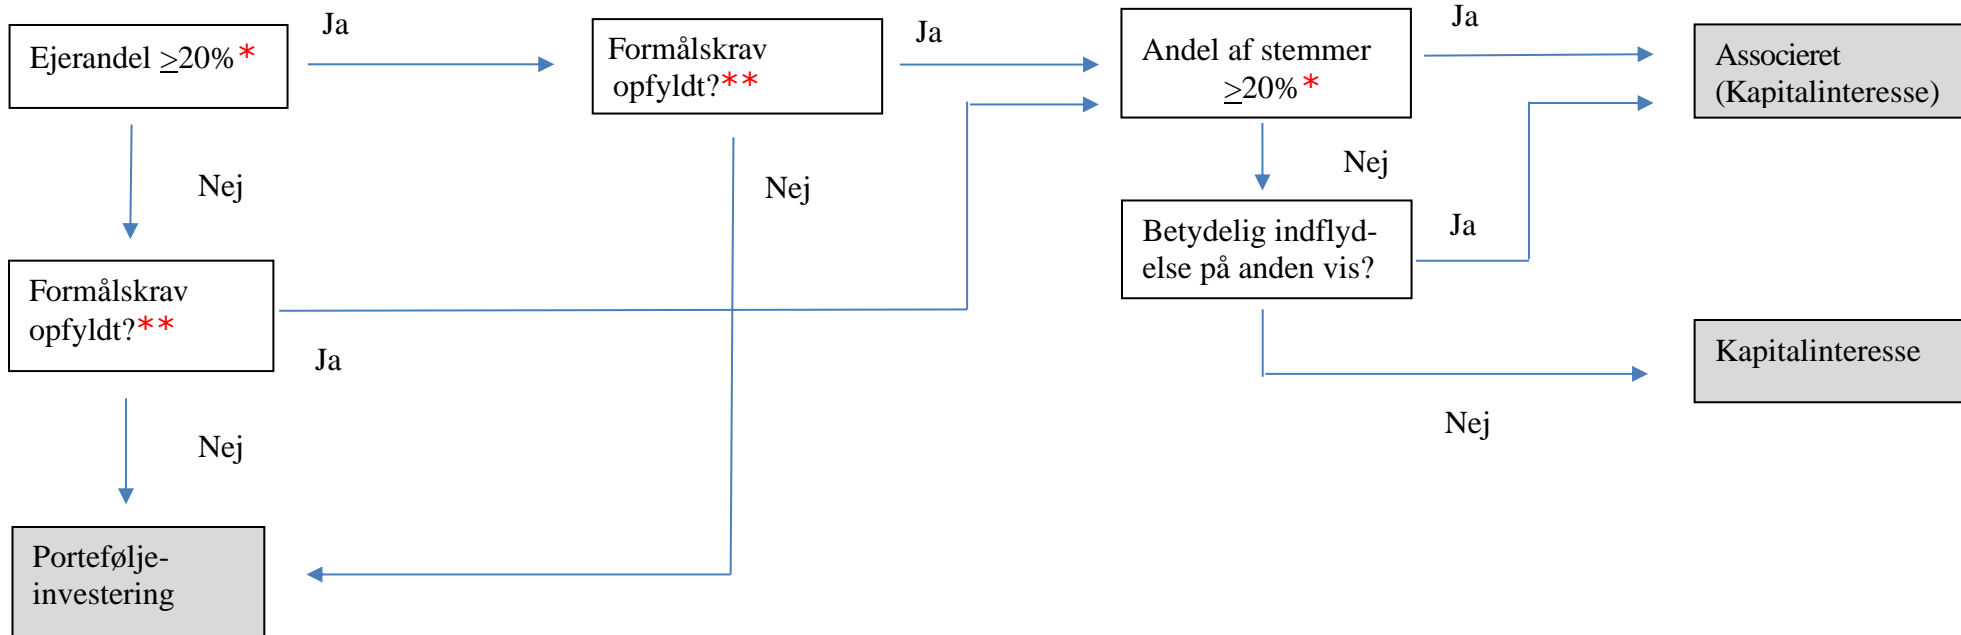 Ejerandel ≥20%*
Ja
Formålskrav
opfyldt?**
Ja
Andel af stemmer
≥20%*
Ja
Associeret
(Kapitalinteresse)
Nej
Nej
Nej
Betydelig indflyd-
else på anden vis?
Ja
Formålskrav
opfyldt?**
Ja
Kapitalinteresse
Nej
Nej
Portefølje-
investering